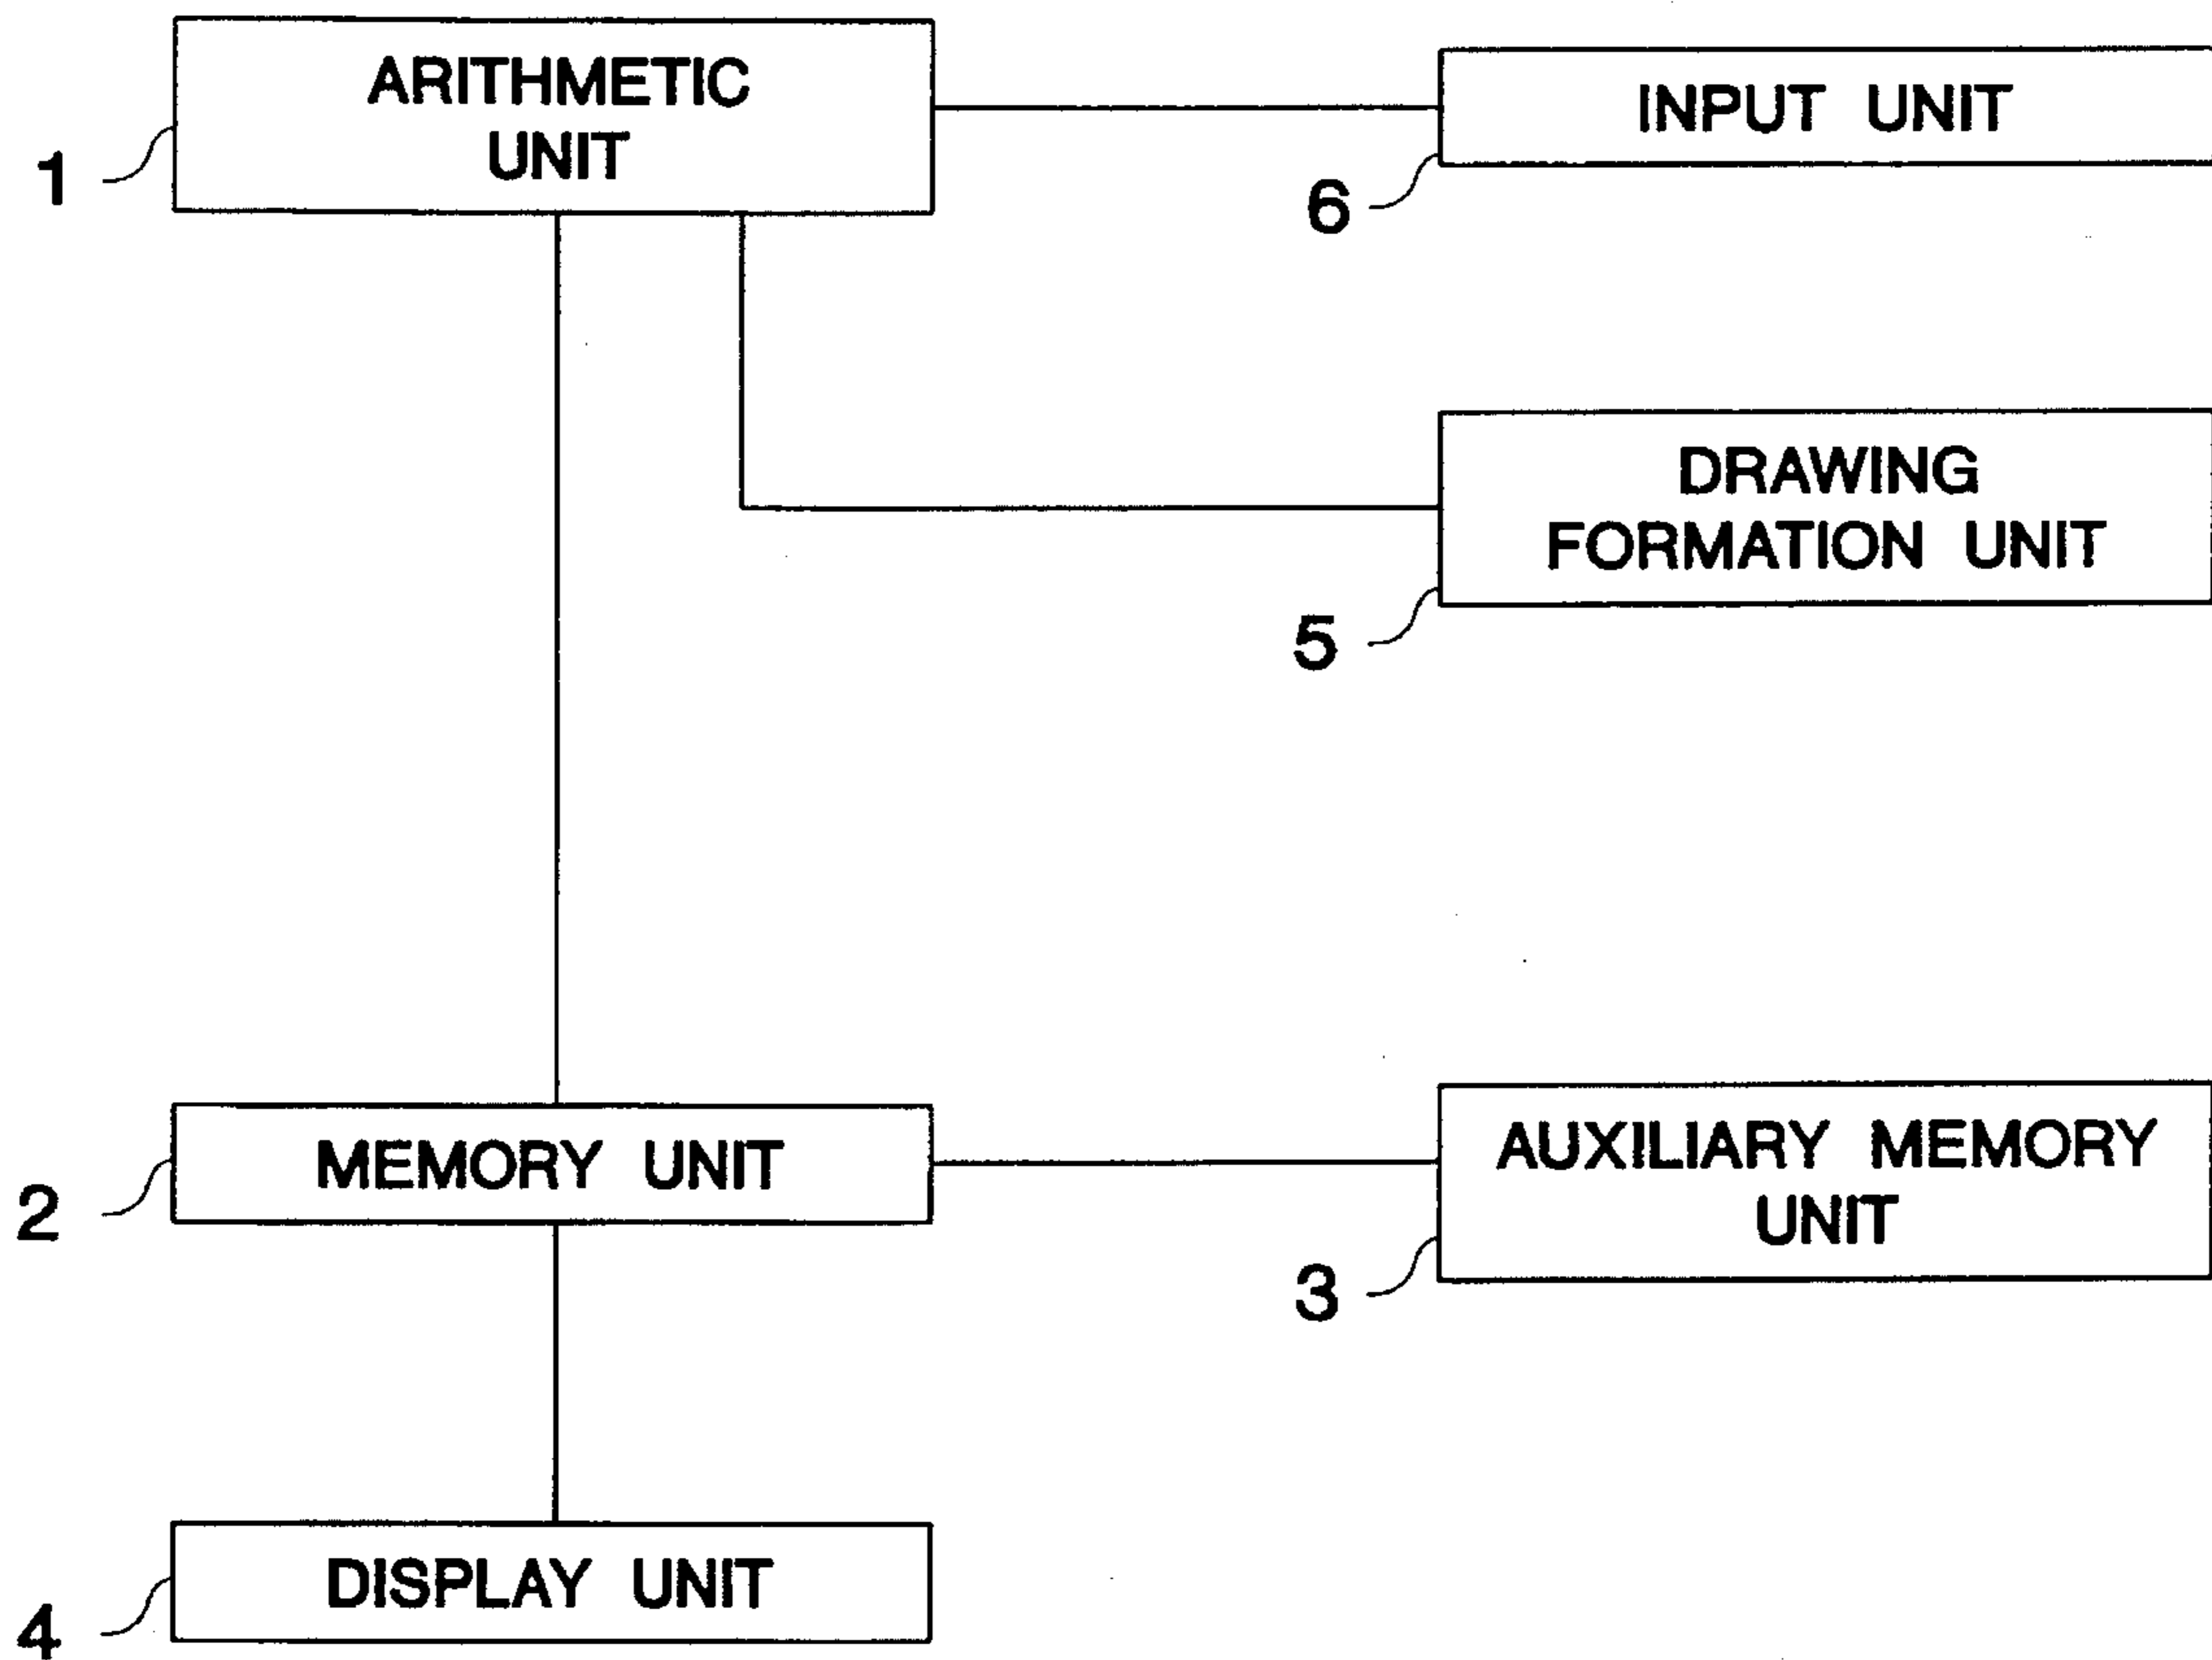 ARITHMETIC
UNIT
1
INPUT UNIT
6
DRAWING
FORMATION UNIT
5
MEMORY UNIT
2
AUXILIARY MEMORY
UNIT
3
DISPLAY UNIT
4